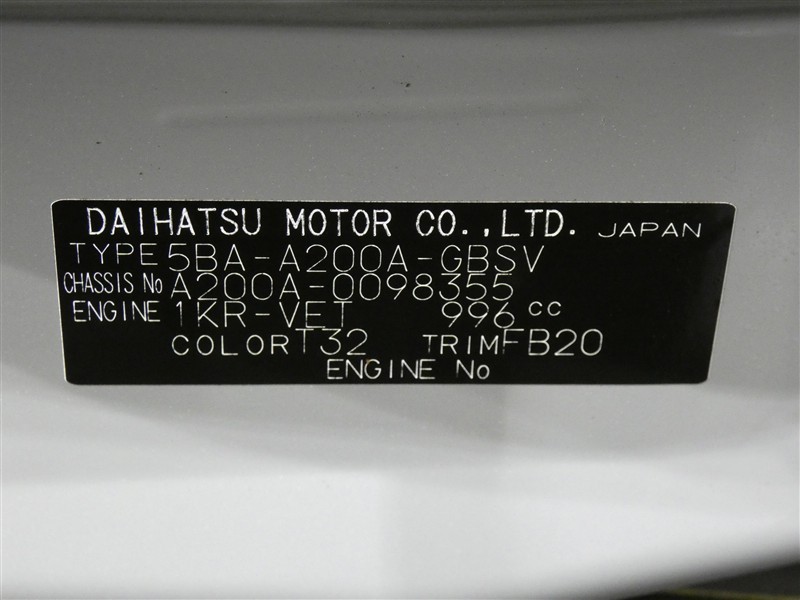 DAIHATSU MOTOR CO.,LTD. JAPAN
TYPE 5BA-A200A-GBSV
CHASSIS No A200A-0098355
ENGINE 1KR-VET 996 cc
COLOR T32 TRIM FB20
ENGINE No